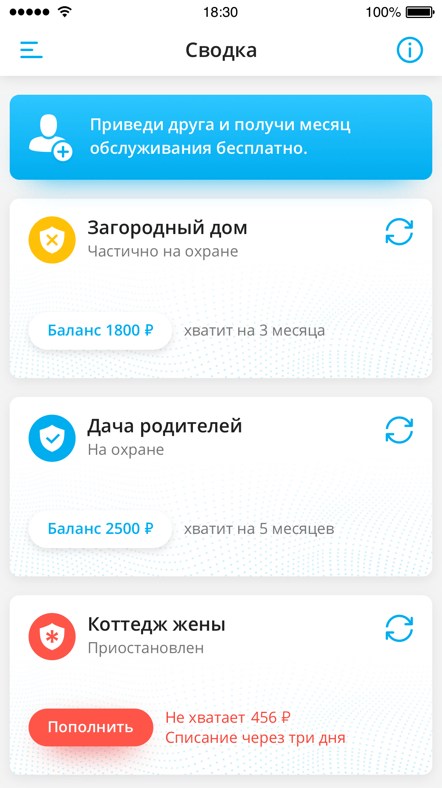 18:30
100%
Сводка
Приведи друга и получи месяц
обслуживания бесплатно.
Загородный дом
Частично на охране
Баланс 1800 ₽
хватит на 3 месяца
Дача родителей
На охране
Баланс 2500 ₽
хватит на 5 месяцев
Коттедж жены
Приостановлен
Пополнить
Не хватает 456 ₽
Списание через три дня